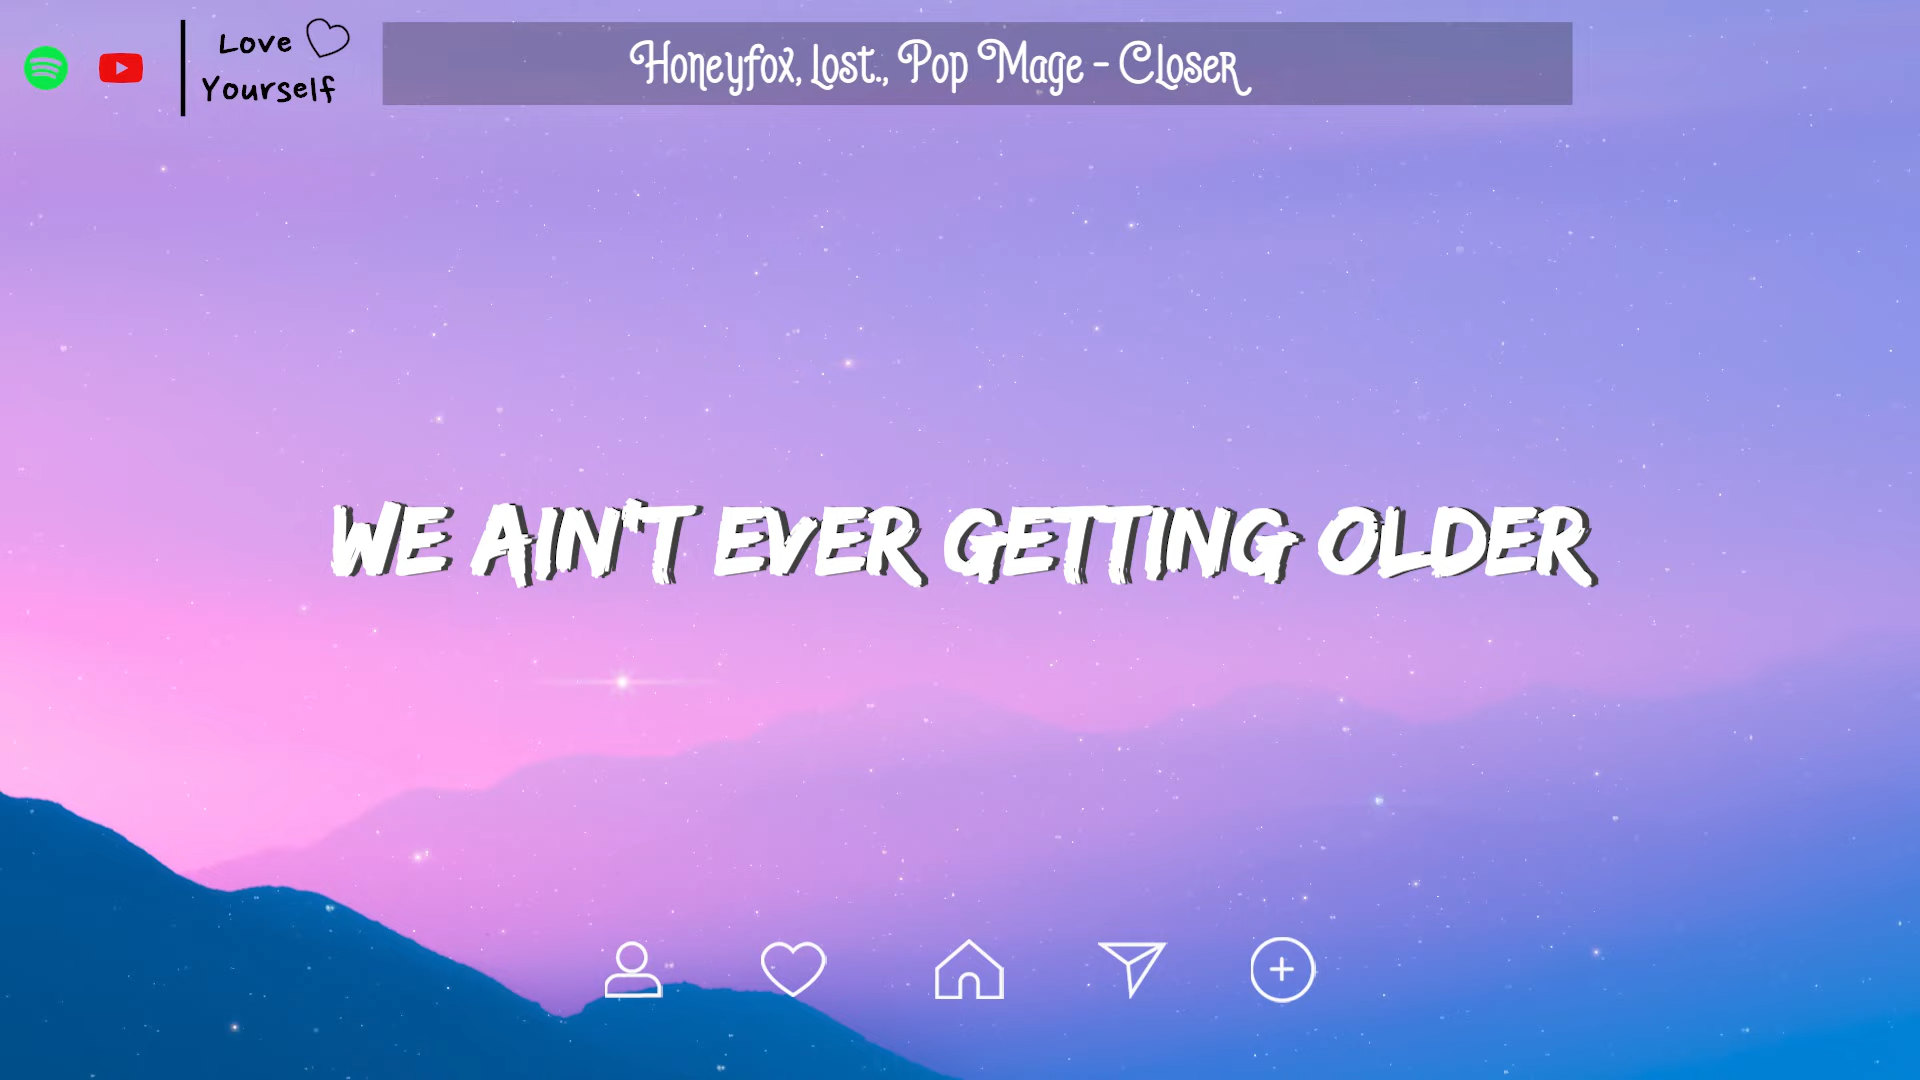 Love
Yourself
Honeyfox, Lost., Pop Mage - Closer
WE AIN'T EVER GETTING OLDER